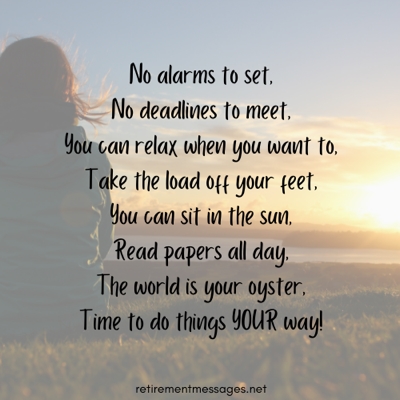 No alarms to set,
No deadlines to meet,
You can relax when you want to,
Take the load off your feet,
You can sit in the sun,
Read papers all day,
The world is your oyster,
Time to do things YOUR way!
retirementmessages.net